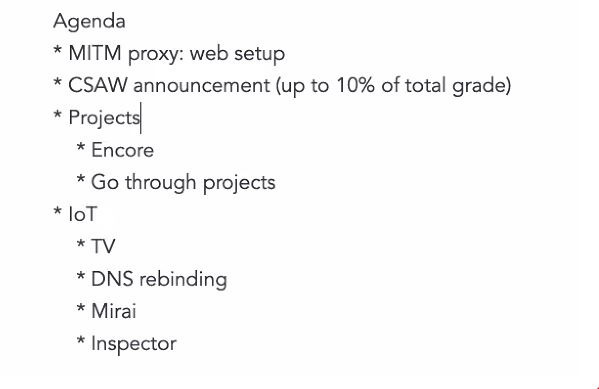 Agenda
* MITM proxy: web setup
* CSAW announcement (up to 10% of total grade)
* Projects
* Encore
* Go through projects
* IoT
* TV
* DNS rebinding
* Mirai
* Inspector